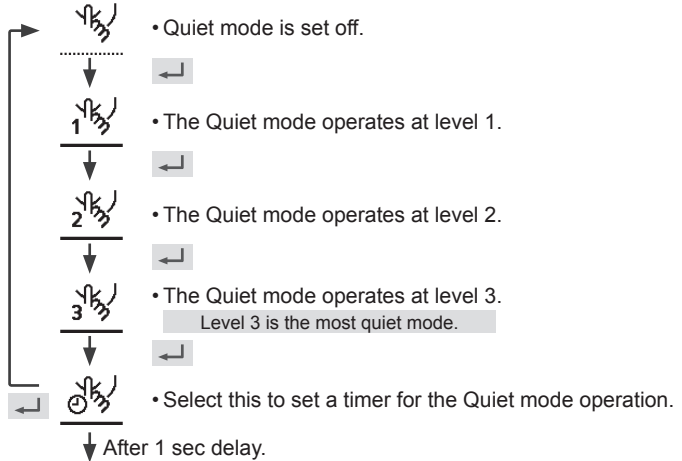 • Quiet mode is set off.
1
• The Quiet mode operates at level 1.
2
• The Quiet mode operates at level 2.
3
• The Quiet mode operates at level 3.
Level 3 is the most quiet mode.
• Select this to set a timer for the Quiet mode operation.
After 1 sec delay.